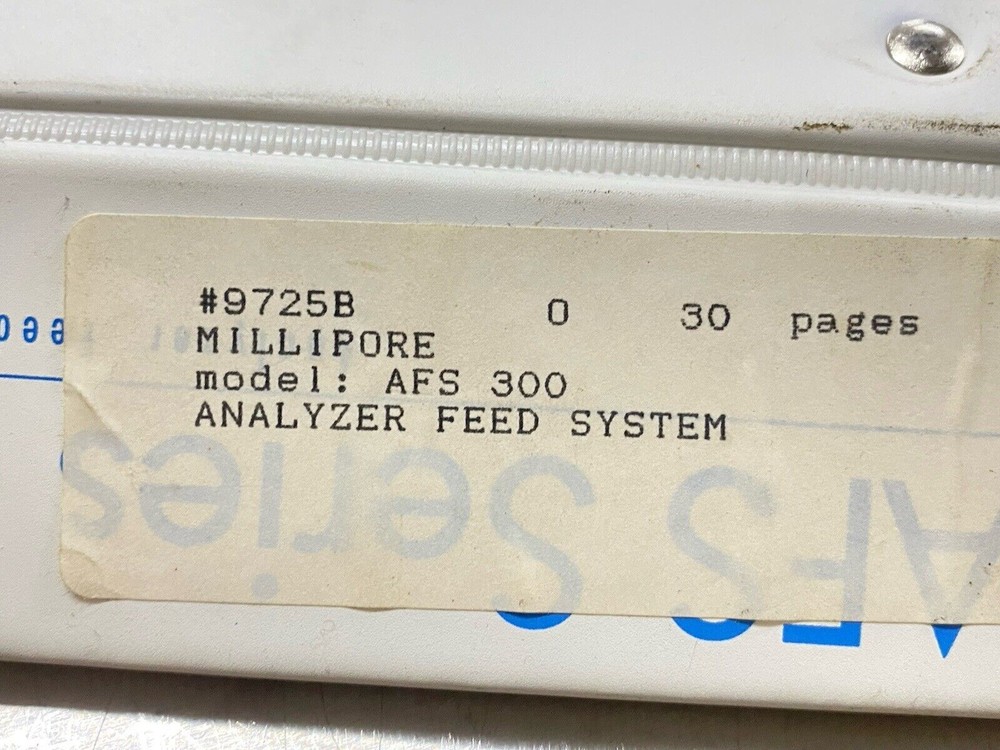 #9725B 0 30 pages
MILLIPORE
model: AFS 300
ANALYZER FEED SYSTEM
AFS Series